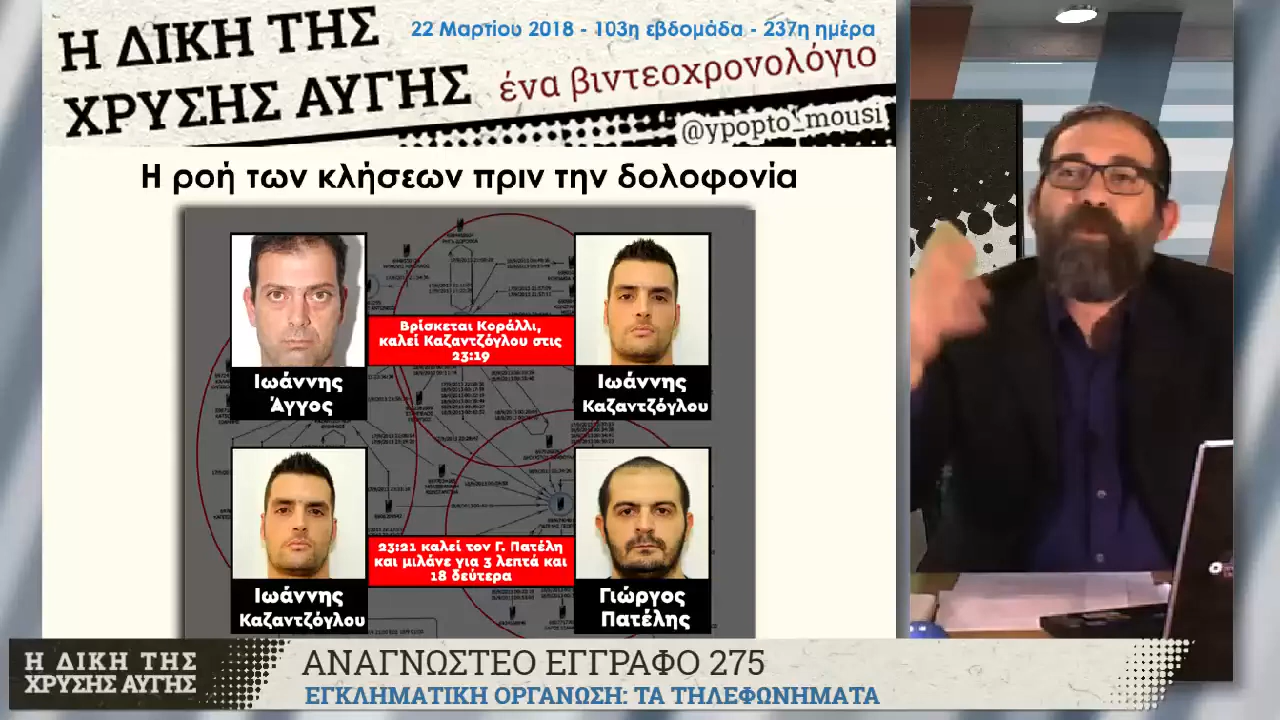 Η ΔΙΚΗ ΤΗΣ
ΧΡΥΣΗΣ ΑΥΓΗΣ
22 Μαρτίου 2018 - 103η εβδομάδα - 237η ημέρα
ένα βιντεοχρονολόγιο
@ypopto_mousi
Η ροή των κλήσεων πριν την δολοφονία
Βρίσκεται Κοράλλι,
καλεί Καζαντζόγλου στις
23:19
Ιωάννης
Άγγος
Ιωάννης
Καζαντζόγλου
23:21 καλεί τον Γ. Πατέλη
και μιλάνε για 3 λεπτά και
18 δεύτερα
Ιωάννης
Καζαντζόγλου
Γιώργος
Πατέλης
Η ΔΙΚΗ ΤΗΣ
ΧΡΥΣΗΣ ΑΥΓΗΣ
ΑΝΑΓΝΩΣΤΕΟ ΕΓΓΡΑΦΟ 275
ΕΓΚΛΗΜΑΤΙΚΗ ΟΡΓΑΝΩΣΗ: ΤΑ ΤΗΛΕΦΩΝΗΜΑΤΑ